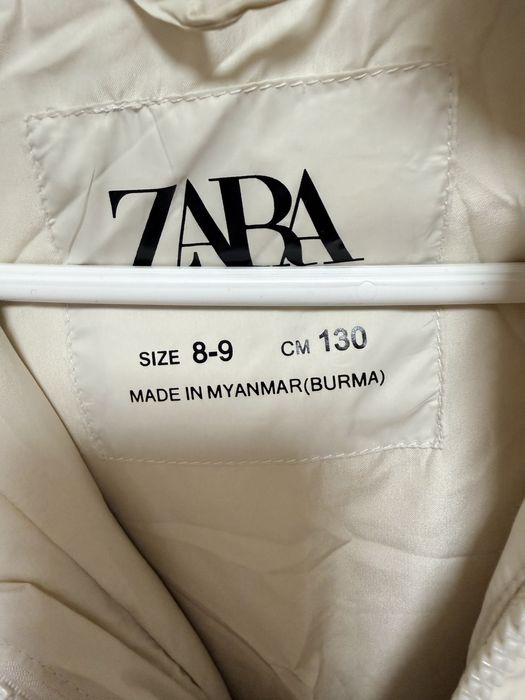 ZARA
SIZE 8-9 CM 130
MADE IN MYANMAR(BURMA)